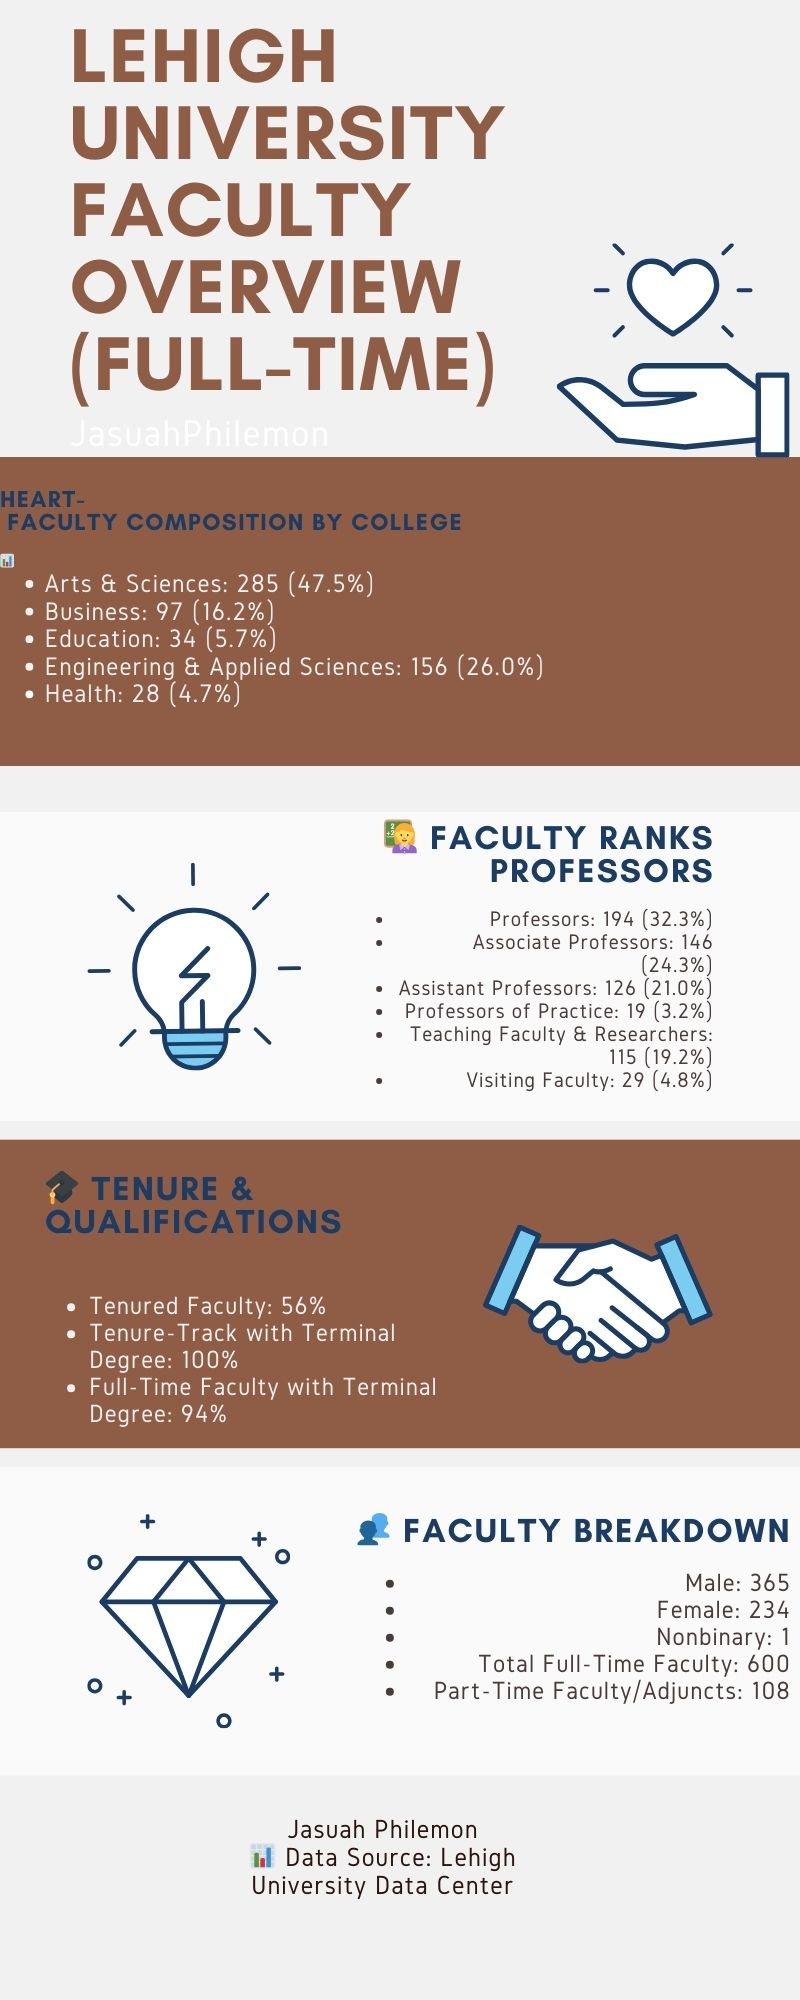 LEHIGH
UNIVERSITY
FACULTY
OVERVIEW
(FULL-TIME)
JasuahPhilemon
HEART-
FACULTY COMPOSITION BY COLLEGE
📊
• Arts & Sciences: 285 (47.5%)
• Business: 97 (16.2%)
• Education: 34 (5.7%)
• Engineering & Applied Sciences: 156 (26.0%)
• Health: 28 (4.7%)
👩‍🏫 FACULTY RANKS
PROFESSORS
• Professors: 194 (32.3%)
• Associate Professors: 146
(24.3%)
• Assistant Professors: 126 (21.0%)
• Professors of Practice: 19 (3.2%)
• Teaching Faculty & Researchers:
115 (19.2%)
• Visiting Faculty: 29 (4.8%)
🎓 TENURE &
QUALIFICATIONS
• Tenured Faculty: 56%
• Tenure-Track with Terminal
Degree: 100%
• Full-Time Faculty with Terminal
Degree: 94%
👥 FACULTY BREAKDOWN
• Male: 365
• Female: 234
• Nonbinary: 1
• Total Full-Time Faculty: 600
• Part-Time Faculty/Adjuncts: 108
Jasuah Philemon
📊 Data Source: Lehigh
University Data Center